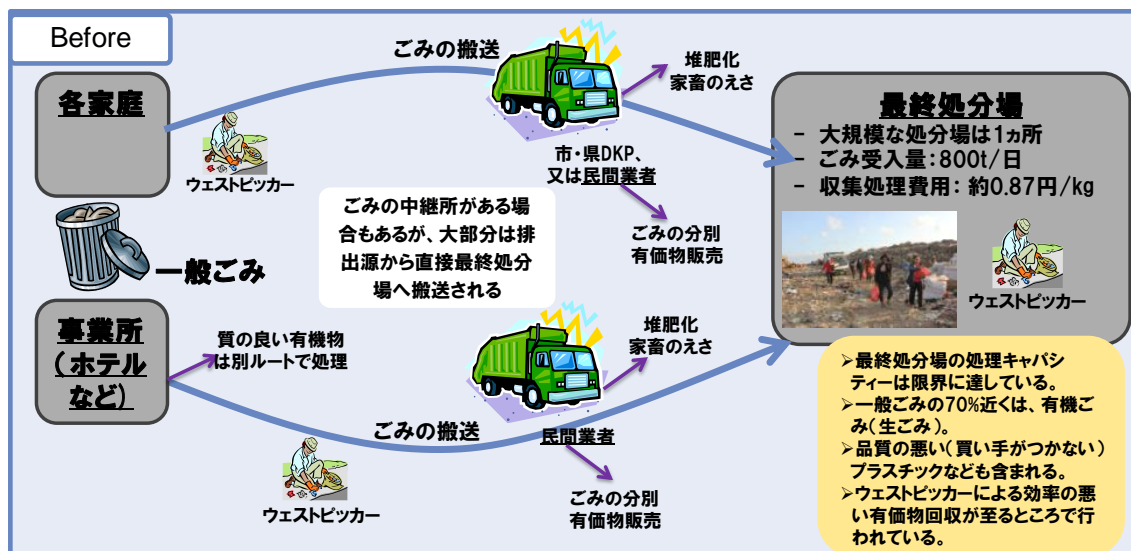 Before
ごみの搬送
堆肥化
家畜のえさ
各家庭
ウェストピッカー
市・県DKP、
又は民間業者
ごみの分別
有価物販売
最終処分場
- 大規模な処分場は1ヵ所
- ごみ受入量：800t/日
- 収集処理費用：約0.87円/kg
ウェストピッカー
ごみの中継所がある場
合もあるが、大部分は排
出源から直接最終処分
場へ搬送される
一般ごみ
事業所
（ホテル
など）
質の良い有機物
は別ルートで処理
堆肥化
家畜のえさ
ごみの搬送
民間業者
ウェストピッカー
ごみの分別
有価物販売
➢最終処分場の処理キャパシ
ティーは限界に達している。
➢一般ごみの70%近くは、有機ご
み（生ごみ）。
➢品質の悪い（買い手がつかない）
プラスチックなども含まれる。
➢ウェストピッカーによる効率の悪
い有価物回収が至るところで行
われている。